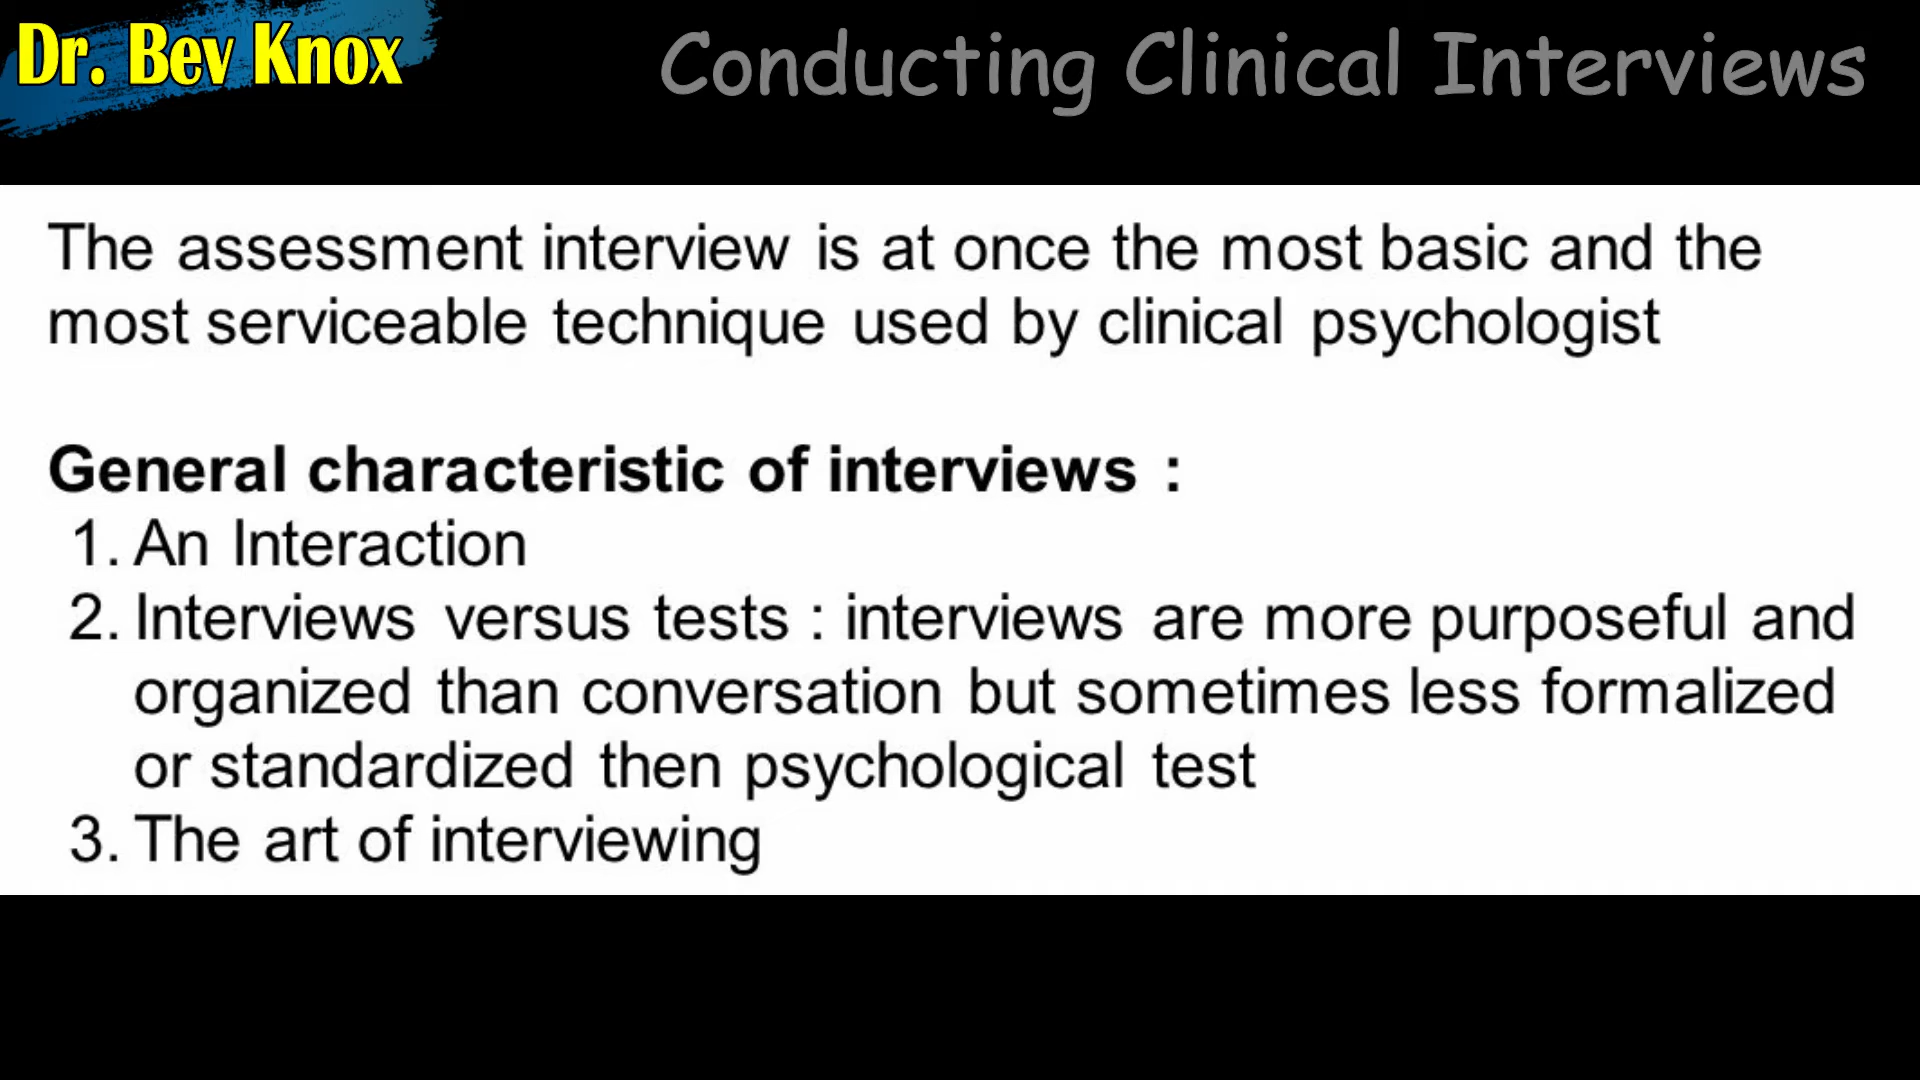 Dr. Bev Knox
Conducting Clinical Interviews
The assessment interview is at once the most basic and the
most serviceable technique used by clinical psychologist
General characteristic of interviews :
1. An Interaction
2. Interviews versus tests : interviews are more purposeful and
organized than conversation but sometimes less formalized
or standardized then psychological test
3. The art of interviewing